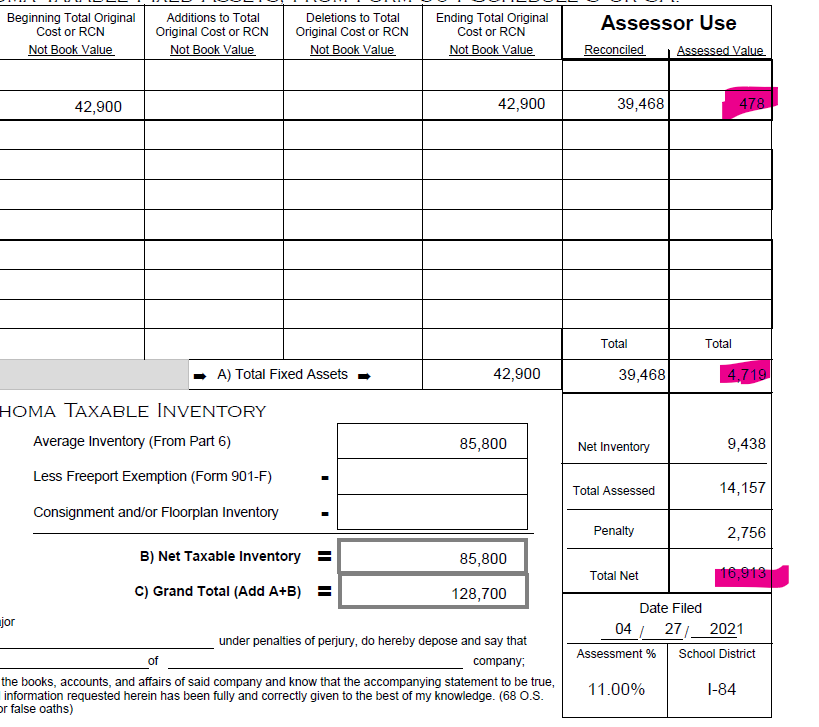 Beginning Total Original Cost or RCN Not Book Value
Additions to Total Original Cost or RCN Not Book Value
Deletions to Total Original Cost or RCN Not Book Value
Ending Total Original Cost or RCN Not Book Value
Assessor Use
Reconciled Assessed Value
42,900 42,900 39,468 478
Total Total
➡ A) Total Fixed Assets ➡ 42,900 39,468 4,719
HOMA TAXABLE INVENTORY
Average Inventory (From Part 6) 85,800
Net Inventory 9,438
Less Freeport Exemption (Form 901-F) -
Total Assessed 14,157
Consignment and/or Floorplan Inventory -
Penalty 2,756
B) Net Taxable Inventory = 85,800
Total Net 16,913
C) Grand Total (Add A+B) = 128,700
Date Filed
04 / 27 / 2021
jor
under penalties of perjury, do hereby depose and say that
of company;
Assessment % School District
11.00% I-84
the books, accounts, and affairs of said company and know that the accompanying statement to be true,
information requested herein has been fully and correctly given to the best of my knowledge. (68 O.S.
or false oaths)